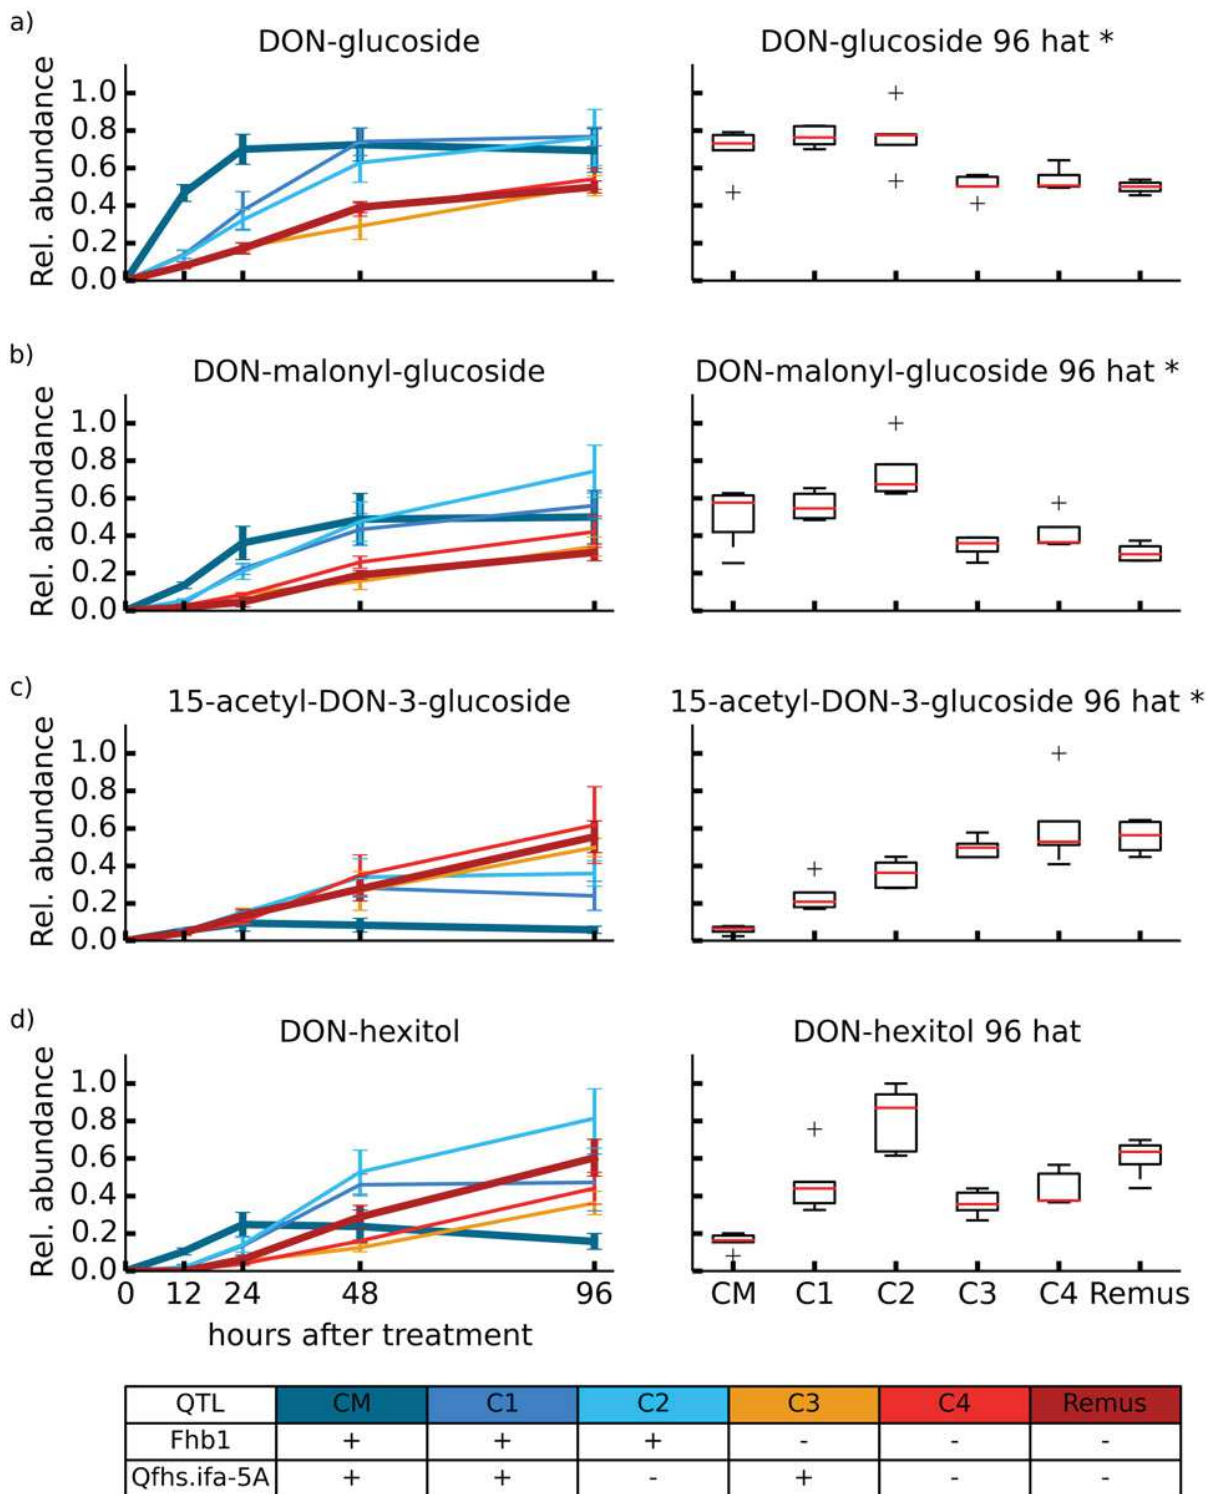 a)
DON-glucoside
DON-glucoside 96 hat *
Rel. abundance
1.0
0.8
0.6
0.4
0.2
0.0
b)
DON-malonyl-glucoside
DON-malonyl-glucoside 96 hat *
Rel. abundance
1.0
0.8
0.6
0.4
0.2
0.0
c)
15-acetyl-DON-3-glucoside
15-acetyl-DON-3-glucoside 96 hat *
Rel. abundance
1.0
0.8
0.6
0.4
0.2
0.0
d)
DON-hexitol
DON-hexitol 96 hat
Rel. abundance
1.0
0.8
0.6
0.4
0.2
0.0
0 12 24 48 96
CM C1 C2 C3 C4 Remus
hours after treatment
QTL CM C1 C2 C3 C4 Remus
Fhb1 + + + - - -
Qfhs.ifa-5A + + - + - -